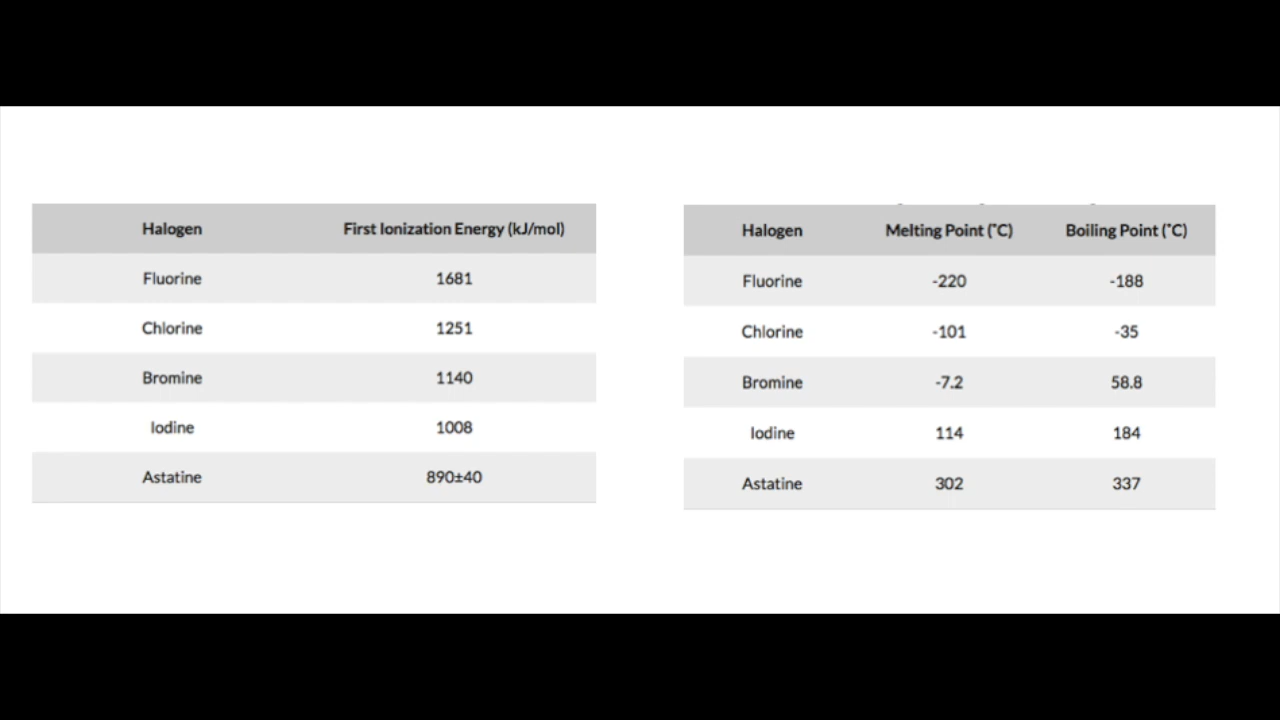 Halogen First Ionization Energy (kJ/mol)
Fluorine 1681
Chlorine 1251
Bromine 1140
Iodine 1008
Astatine 890±40
Halogen Melting Point (˚C) Boiling Point (˚C)
Fluorine -220 -188
Chlorine -101 -35
Bromine -7.2 58.8
Iodine 114 184
Astatine 302 337